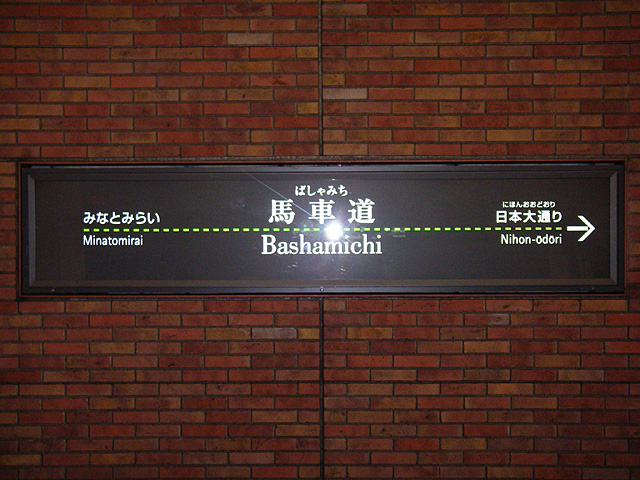 みなとみらい
Minatomirai
ばしゃみち
馬車道
Bashamichi
にほんおおどおり
日本大通り
Nihon-odōri